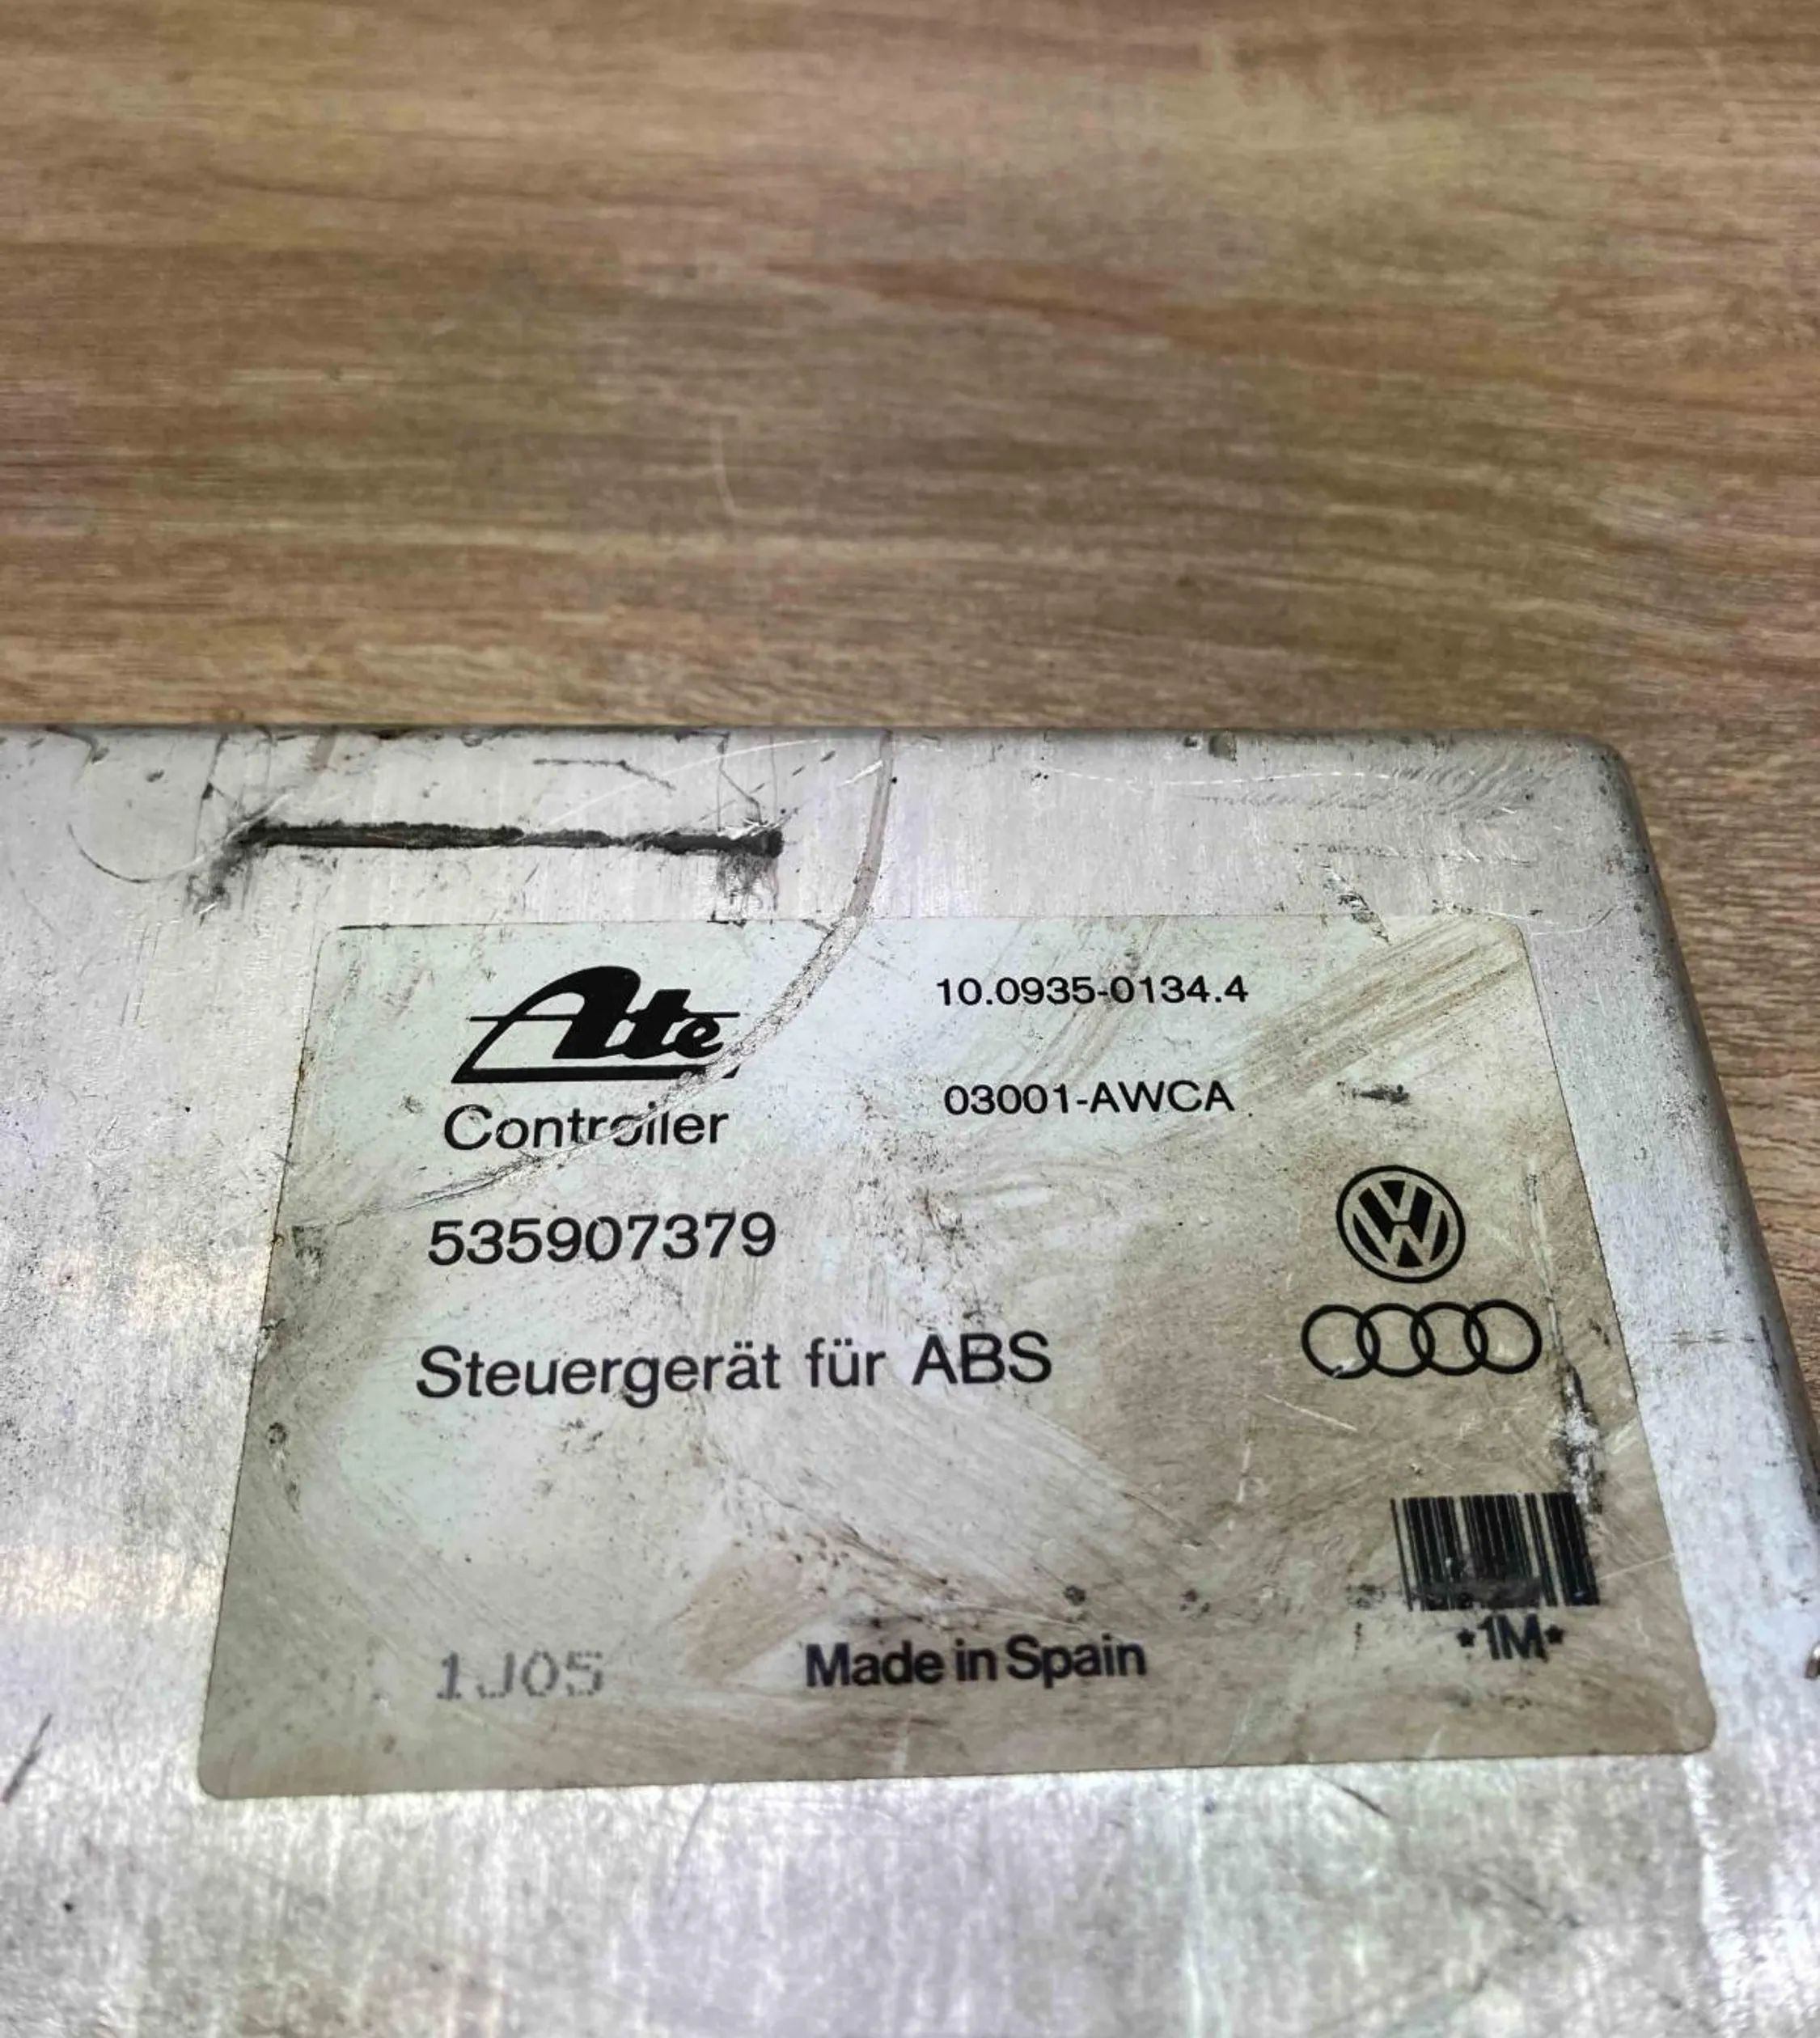 Ate
10.0935-0134.4
Controller
03001-AWCA
535907379
Steuergerät für ABS
*1M*
1J05
Made in Spain